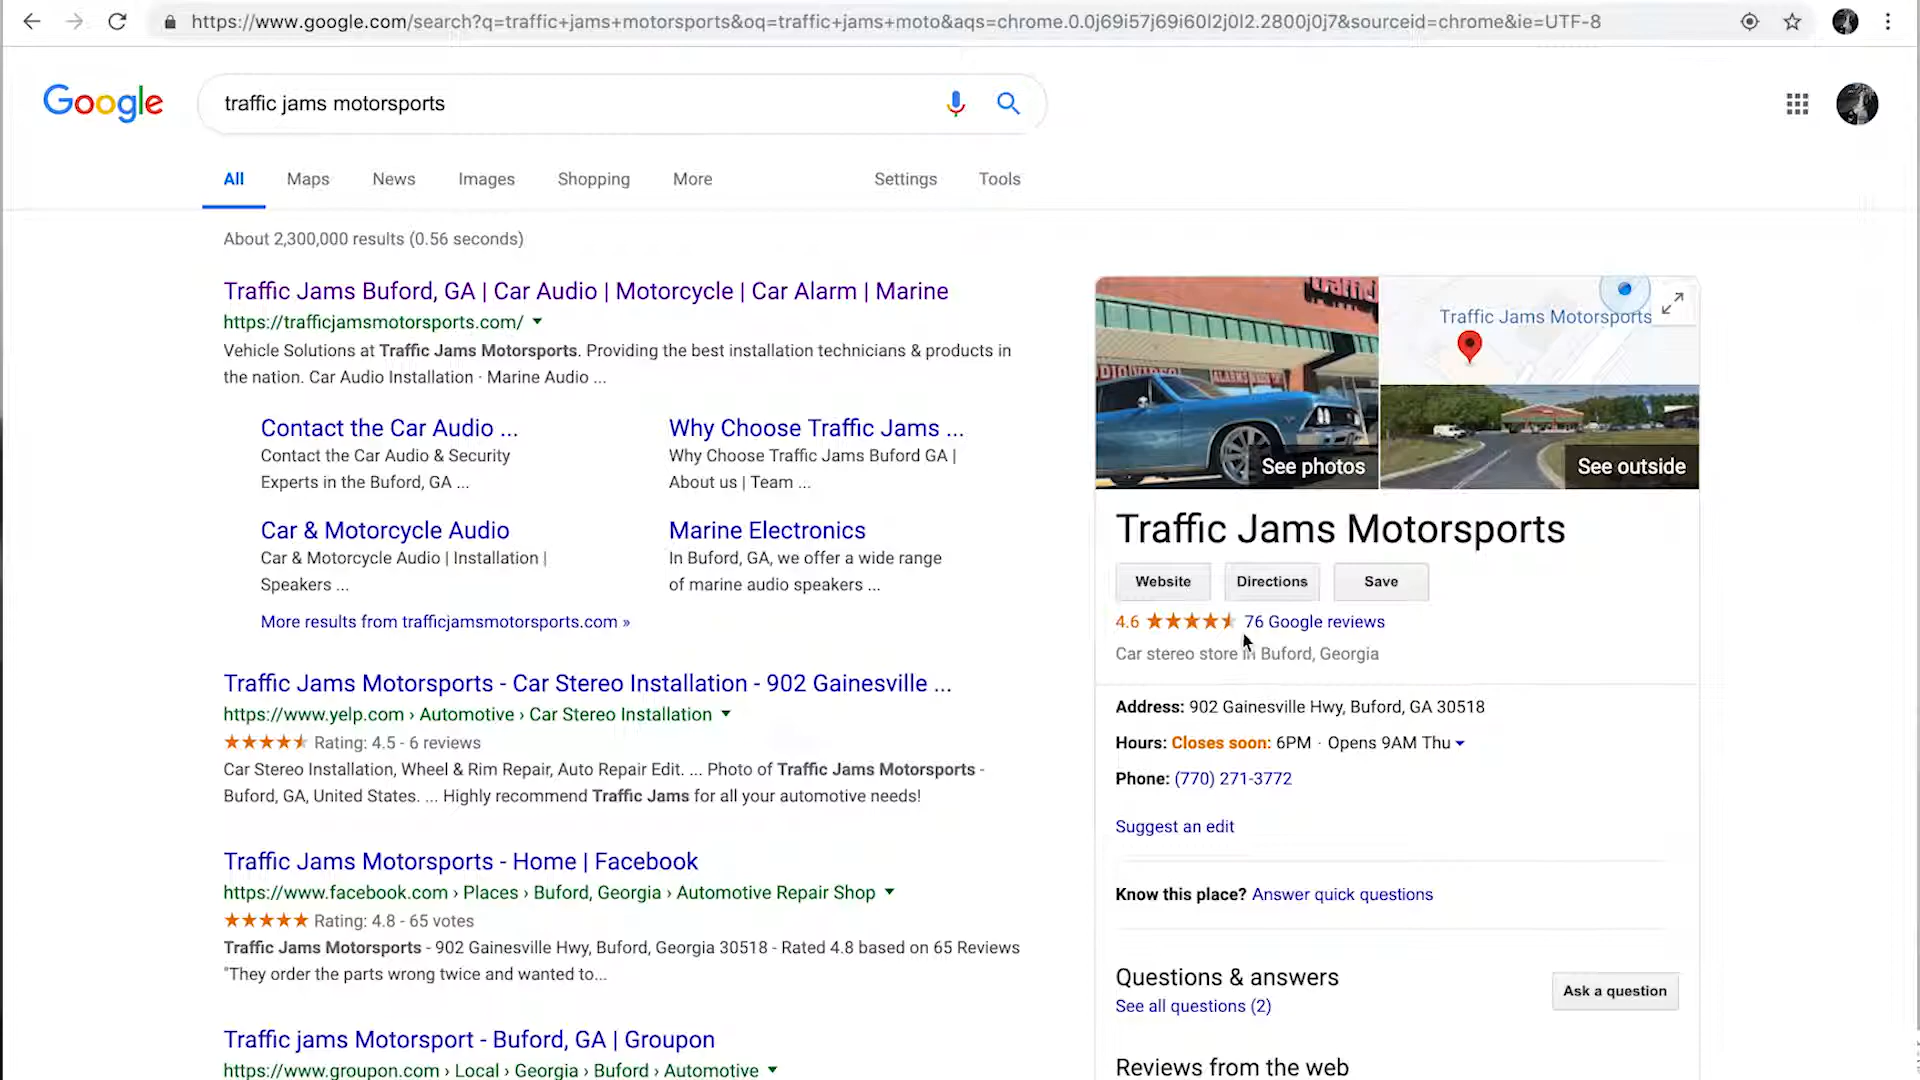 https://www.google.com/search?q=traffic+jams+motorsports&oq=traffic+jams+moto&aqs=chrome.0.0j69i57j69i60l2j0l2.2800j0j7&sourceid=chrome&ie=UTF-8
Google
traffic jams motorsports
All Maps News Images Shopping More Settings Tools
About 2,300,000 results (0.56 seconds)
Traffic Jams Buford, GA | Car Audio | Motorcycle | Car Alarm | Marine
https://trafficjamsmotorsports.com/
Vehicle Solutions at Traffic Jams Motorsports. Providing the best installation technicians & products in
the nation. Car Audio Installation · Marine Audio ...
Contact the Car Audio ...
Contact the Car Audio & Security
Experts in the Buford, GA ...
Why Choose Traffic Jams ...
Why Choose Traffic Jams Buford GA |
About us | Team ...
Car & Motorcycle Audio
Car & Motorcycle Audio | Installation |
Speakers ...
Marine Electronics
In Buford, GA, we offer a wide range
of marine audio speakers ...
More results from trafficjamsmotorsports.com »
Traffic Jams Motorsports - Car Stereo Installation - 902 Gainesville ...
https://www.yelp.com › Automotive › Car Stereo Installation
Rating: 4.5 - 6 reviews
Car Stereo Installation, Wheel & Rim Repair, Auto Repair Edit. ... Photo of Traffic Jams Motorsports -
Buford, GA, United States. ... Highly recommend Traffic Jams for all your automotive needs!
Traffic Jams Motorsports - Home | Facebook
https://www.facebook.com › Places › Buford, Georgia › Automotive Repair Shop
Rating: 4.8 - 65 votes
Traffic Jams Motorsports - 902 Gainesville Hwy, Buford, Georgia 30518 - Rated 4.8 based on 65 Reviews
"They order the parts wrong twice and wanted to...
Traffic jams Motorsport - Buford, GA | Groupon
https://www.groupon.com › Local › Georgia › Buford › Automotive
Traffic Jams Motorsports
See photos
See outside
Traffic Jams Motorsports
Website Directions Save
4.6 76 Google reviews
Car stereo store in Buford, Georgia
Address: 902 Gainesville Hwy, Buford, GA 30518
Hours: Closes soon: 6PM · Opens 9AM Thu
Phone: (770) 271-3772
Suggest an edit
Know this place? Answer quick questions
Questions & answers
See all questions (2)
Ask a question
Reviews from the web